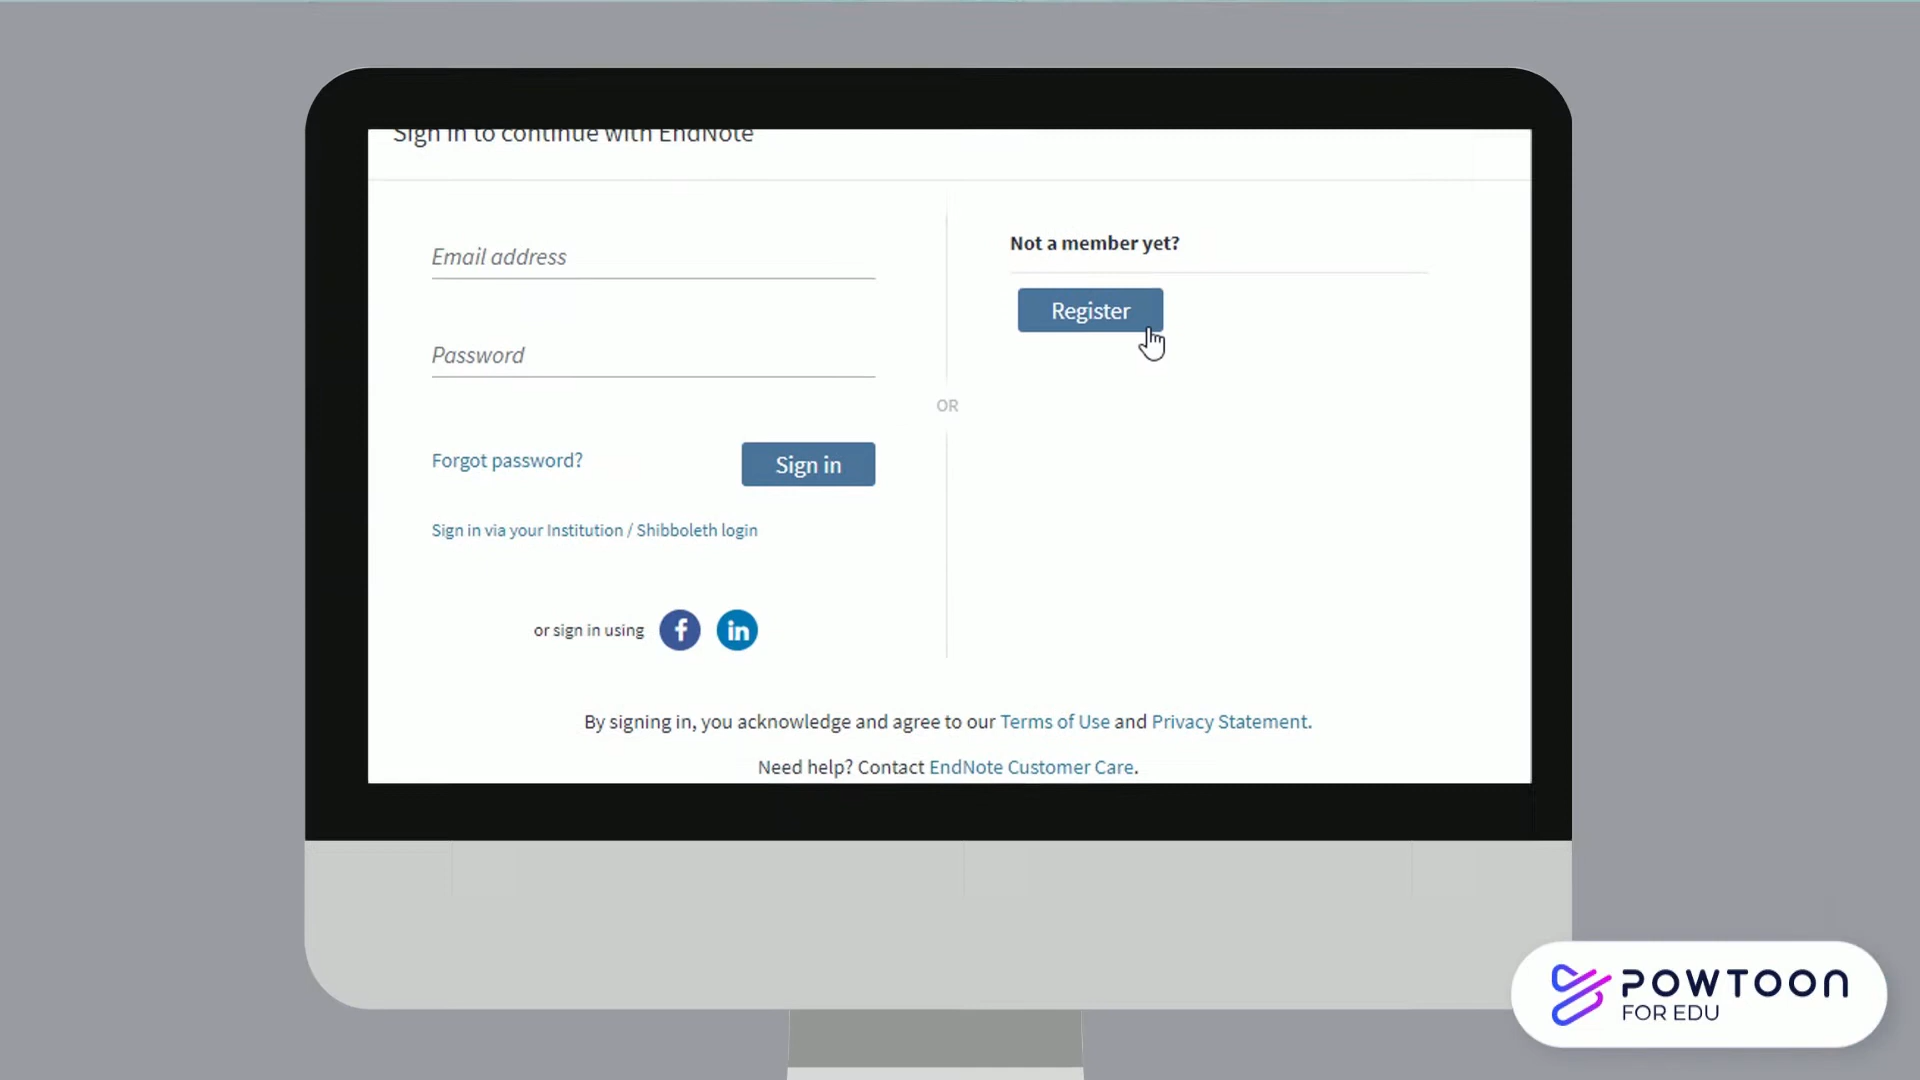 Sign in to continue with EndNote
Email address
Password
Forgot password?
Sign in
Sign in via your Institution / Shibboleth login
or sign in using
f
in
OR
Not a member yet?
Register
By signing in, you acknowledge and agree to our Terms of Use and Privacy Statement.
Need help? Contact EndNote Customer Care.
POWTOON
FOR EDU